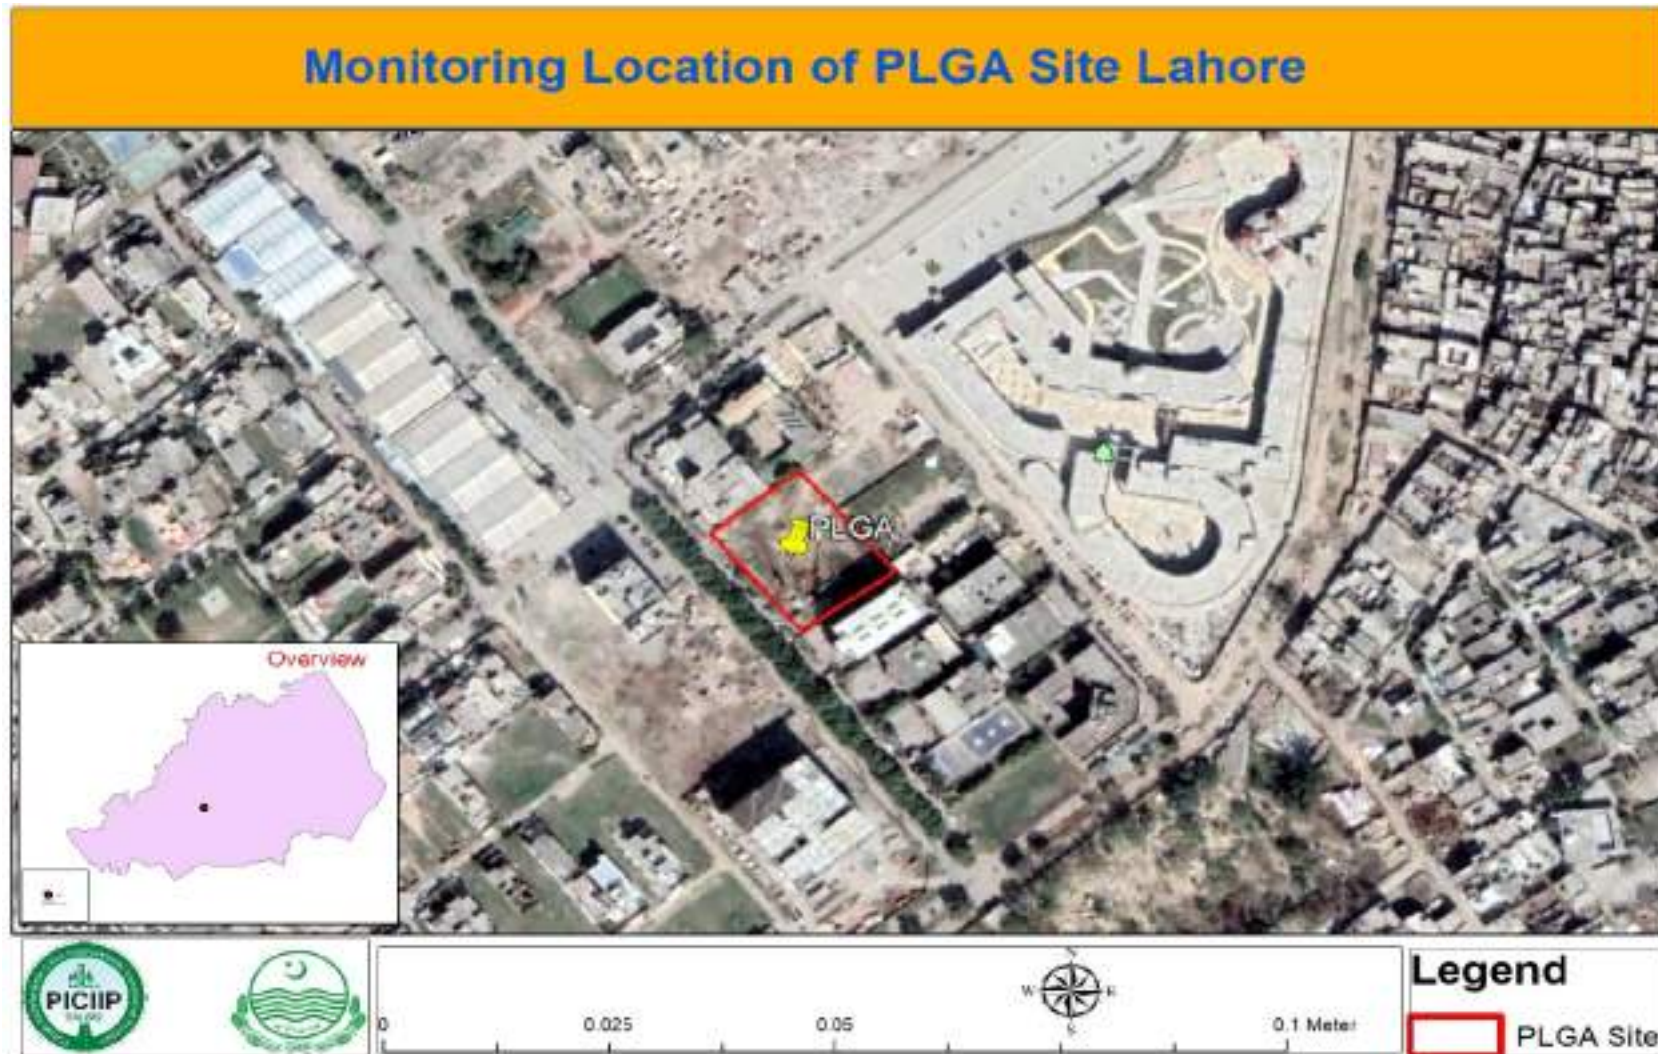 Monitoring Location of PLGA Site Lahore
PLGA
Overview
PICIIP
N
W
E
S
0
0.025
0.05
0.1 Meter
Legend
PLGA Site